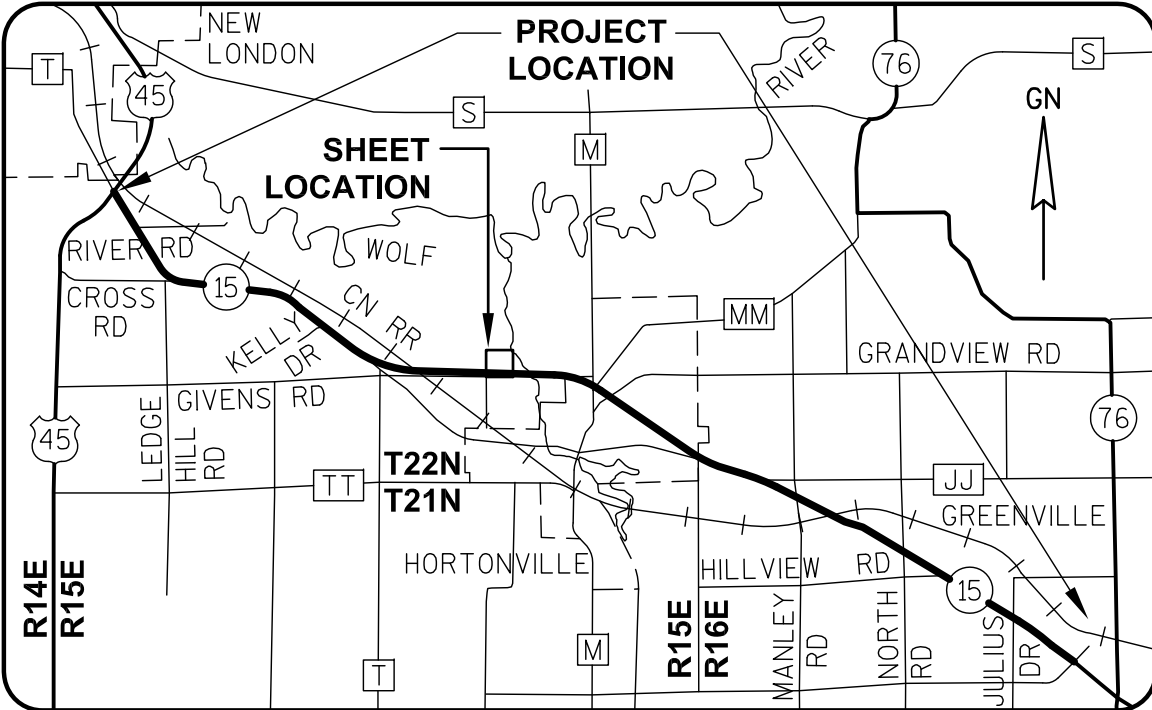 NEW
LONDON
PROJECT
LOCATION
RIVER
76
S
T
45
S
GN
M
SHEET
LOCATION
RIVER RD
WOLF
CROSS
RD
15
CN RR
MM
KELLY
DR
GRANDVIEW RD
GIVENS RD
76
45
LEDGE
HILL
RD
T22N
T21N
TT
JJ
GREENVILLE
HORTONVILLE
HILLVIEW RD
R14E
R15E
15
R15E
R16E
MANLEY
RD
NORTH
RD
JULIUS
DR
M
T